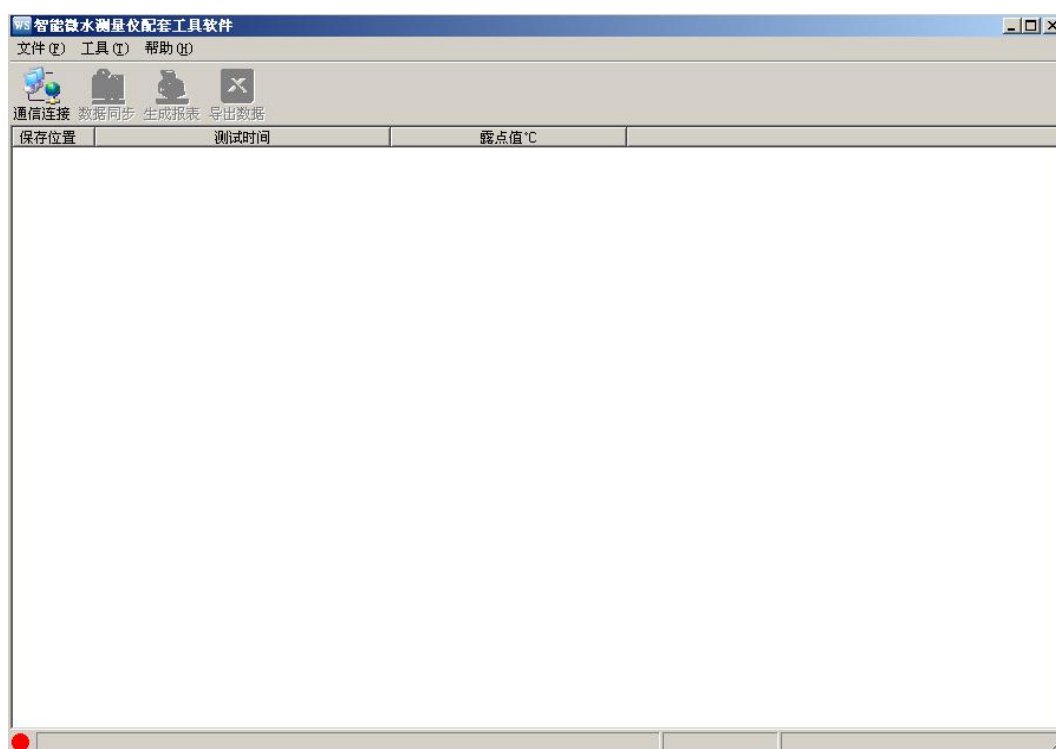 WS 智能微水测量仪配套工具软件
文件(F) 工具(T) 帮助(H)
通信连接 数据同步 生成报表 导出数据
保存位置 测试时间 露点值℃